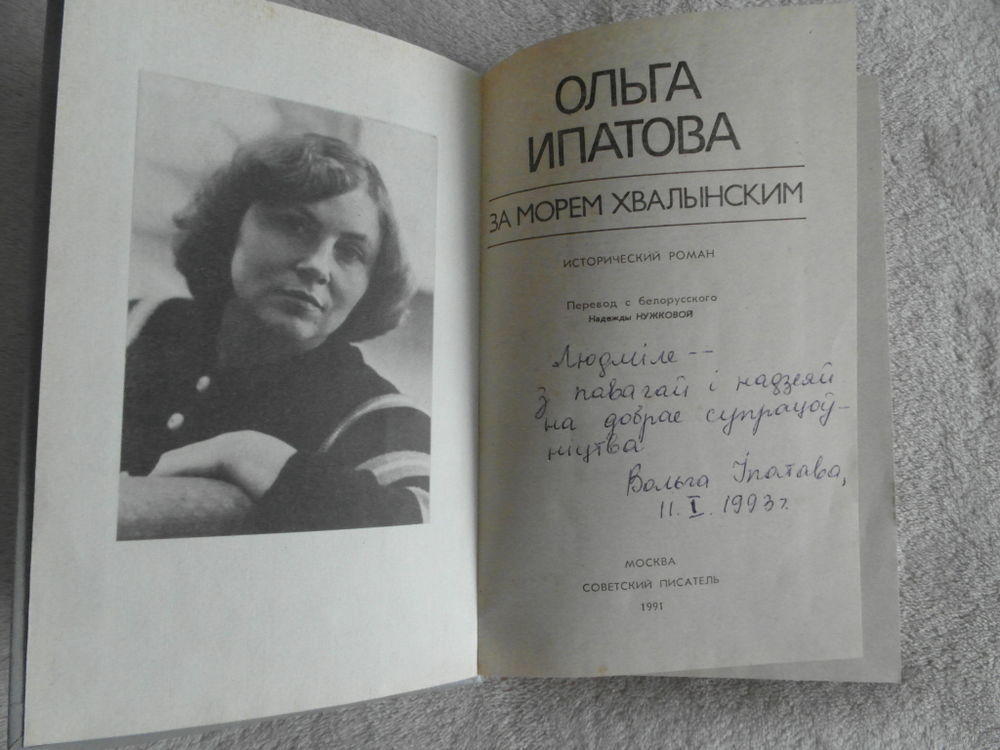 ОЛЬГА
ИПАТОВА
ЗА МОРЕМ ХВАЛЫНСКИМ
ИСТОРИЧЕСКИЙ РОМАН
Перевод с белорусского
Надежды НУЖКОВОЙ
Людміле --
З павагай і надзеяй
на добрае супрацоў-
ніцтва
Вольга Іпатава,
11. I. 1993 г.
МОСКВА
СОВЕТСКИЙ ПИСАТЕЛЬ
1991